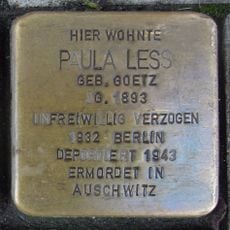 HIER WOHNTE
PAULA LESS
GEB. GOETZ
JG. 1893
UNFREIWILLIG VERZOGEN
1932 BERLIN
DEPORTIERT 1943
ERMORDET IN
AUSCHWITZ